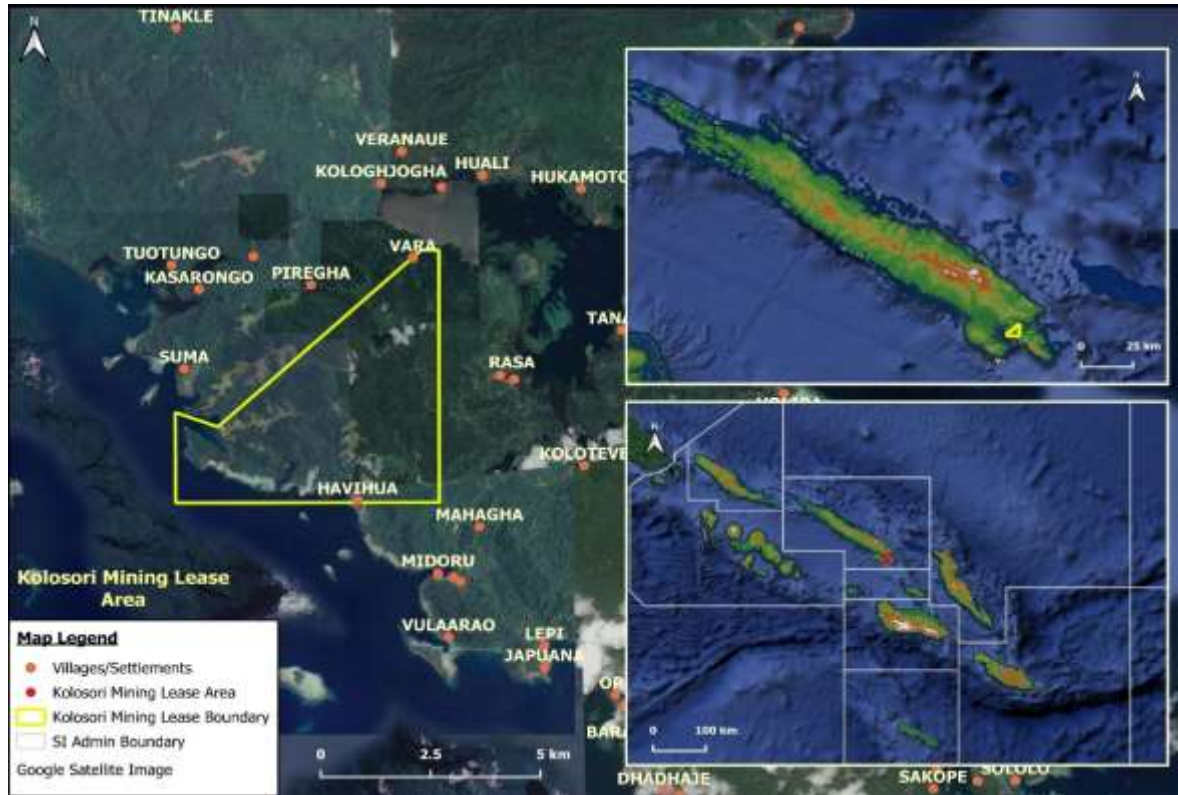 TINAKLE
N
N
VERANAUE
KOLOGHJOGHA
HUALI
HUKAMOTO
VARA
TUOTUNGO
KASARONGO
PIREGHA
TANA
SUMA
RASA
0 25 km
KOLOTEVE
N
HAVIHUA
MAHAGHA
MIDORU
Kolosori Mining Lease
Area
VULAARAO
LEPI
JAPUANA
OP
BARA
Map Legend
Villages/Settlements
Kolosori Mining Lease Area
Kolosori Mining Lease Boundary
SI Admin Boundary
Google Satellite Image
0 2.5 5 km
0 100 km
DHADHAJE
SAKOPE
SOLOLO